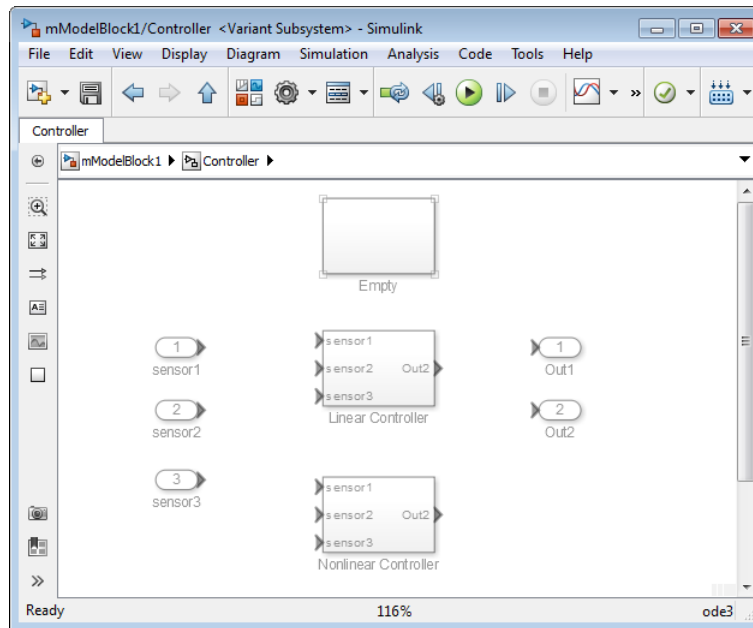 mModelBlock1/Controller <Variant Subsystem> - Simulink
File Edit View Display Diagram Simulation Analysis Code Tools Help
Controller
mModelBlock1 Controller
Empty
1
sensor1
2
sensor2
3
sensor3
sensor1
sensor2 Out2
sensor3
Linear Controller
1
Out1
2
Out2
sensor1
sensor2 Out2
sensor3
Nonlinear Controller
Ready 116% ode3